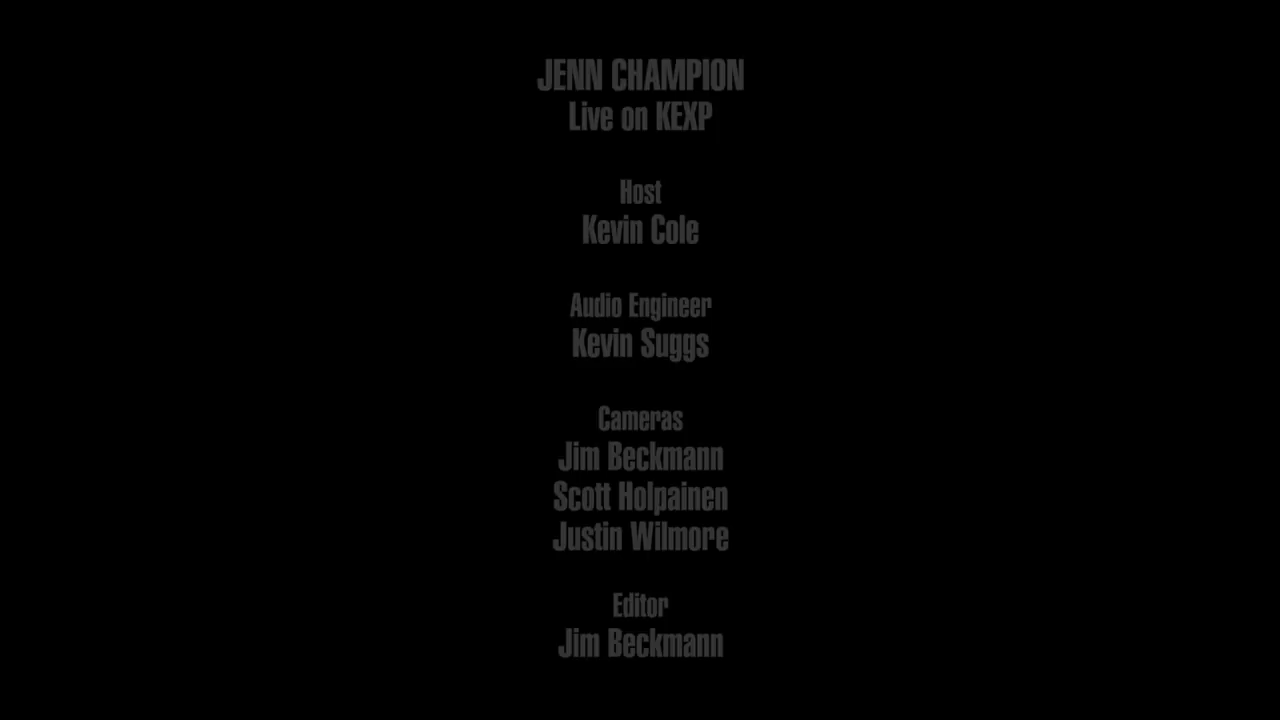 JENN CHAMPION
Live on KEXP
Host
Kevin Cole
Audio Engineer
Kevin Suggs
Cameras
Jim Beckmann
Scott Holpainen
Justin Wilmore
Editor
Jim Beckmann